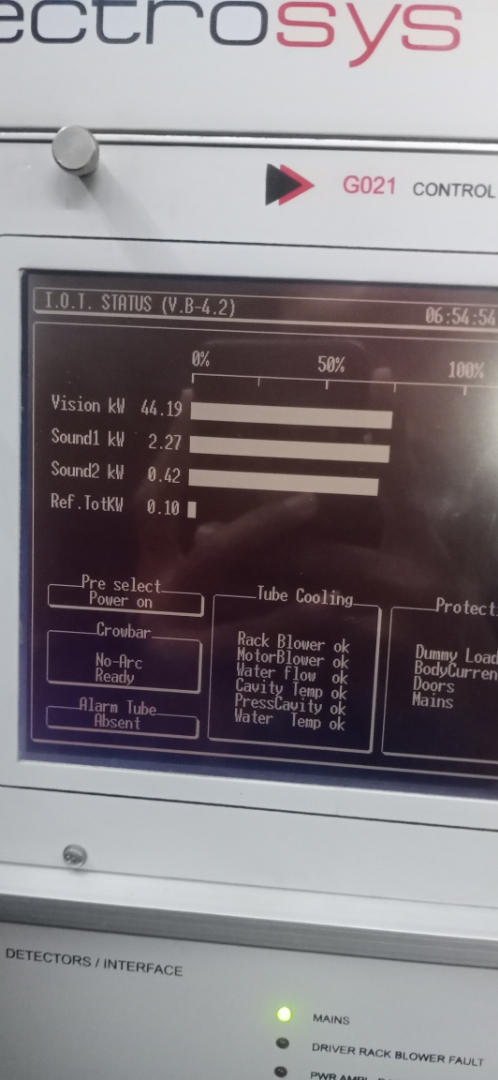 ectrosys
G021 CONTROL
I.O.T. STATUS (V.B-4.2) 06:54:54
0% 50% 100%
Vision kW 44.19
Sound1 kW 2.27
Sound2 kW 0.42
Ref.TotKW 0.10
Pre select
Power on
Crowbar
No-Arc
Ready
Alarm Tube
Absent
Tube Cooling
Rack Blower ok
MotorBlower ok
Water flow ok
Cavity Temp ok
PressCavity ok
Water Temp ok
Protect
Dummy Load
BodyCurren
Doors
Mains
DETECTORS / INTERFACE
MAINS
DRIVER RACK BLOWER FAULT
PWR AMPL